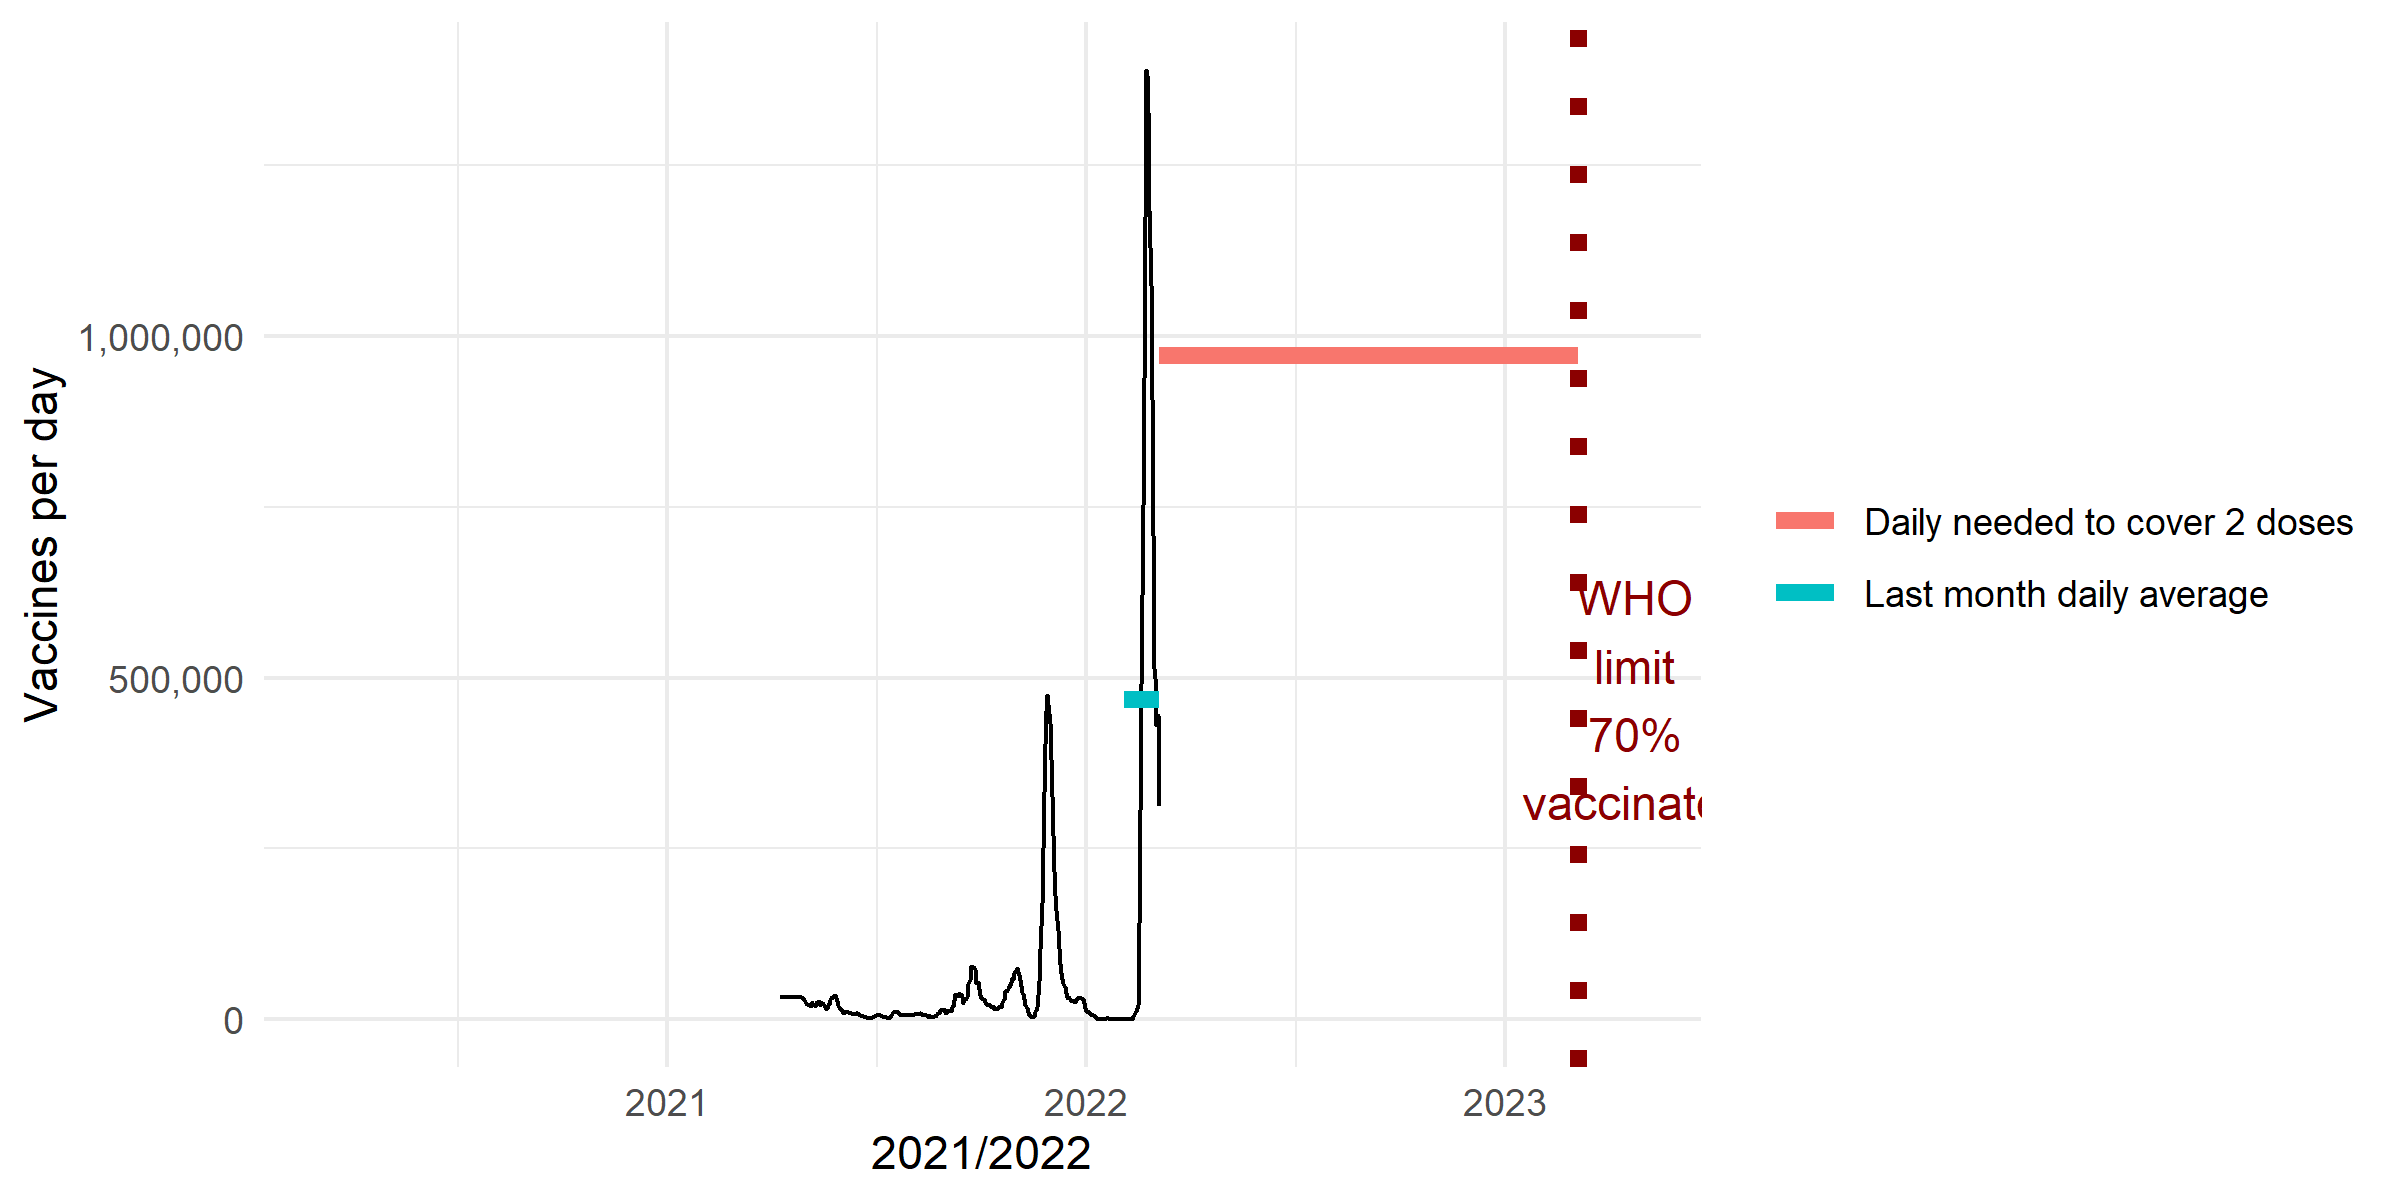 Vaccines per day
1,000,000
500,000
0
WHO
limit
70%
vaccinate
2021
2022
2023
2021/2022
Daily needed to cover 2 doses
Last month daily average